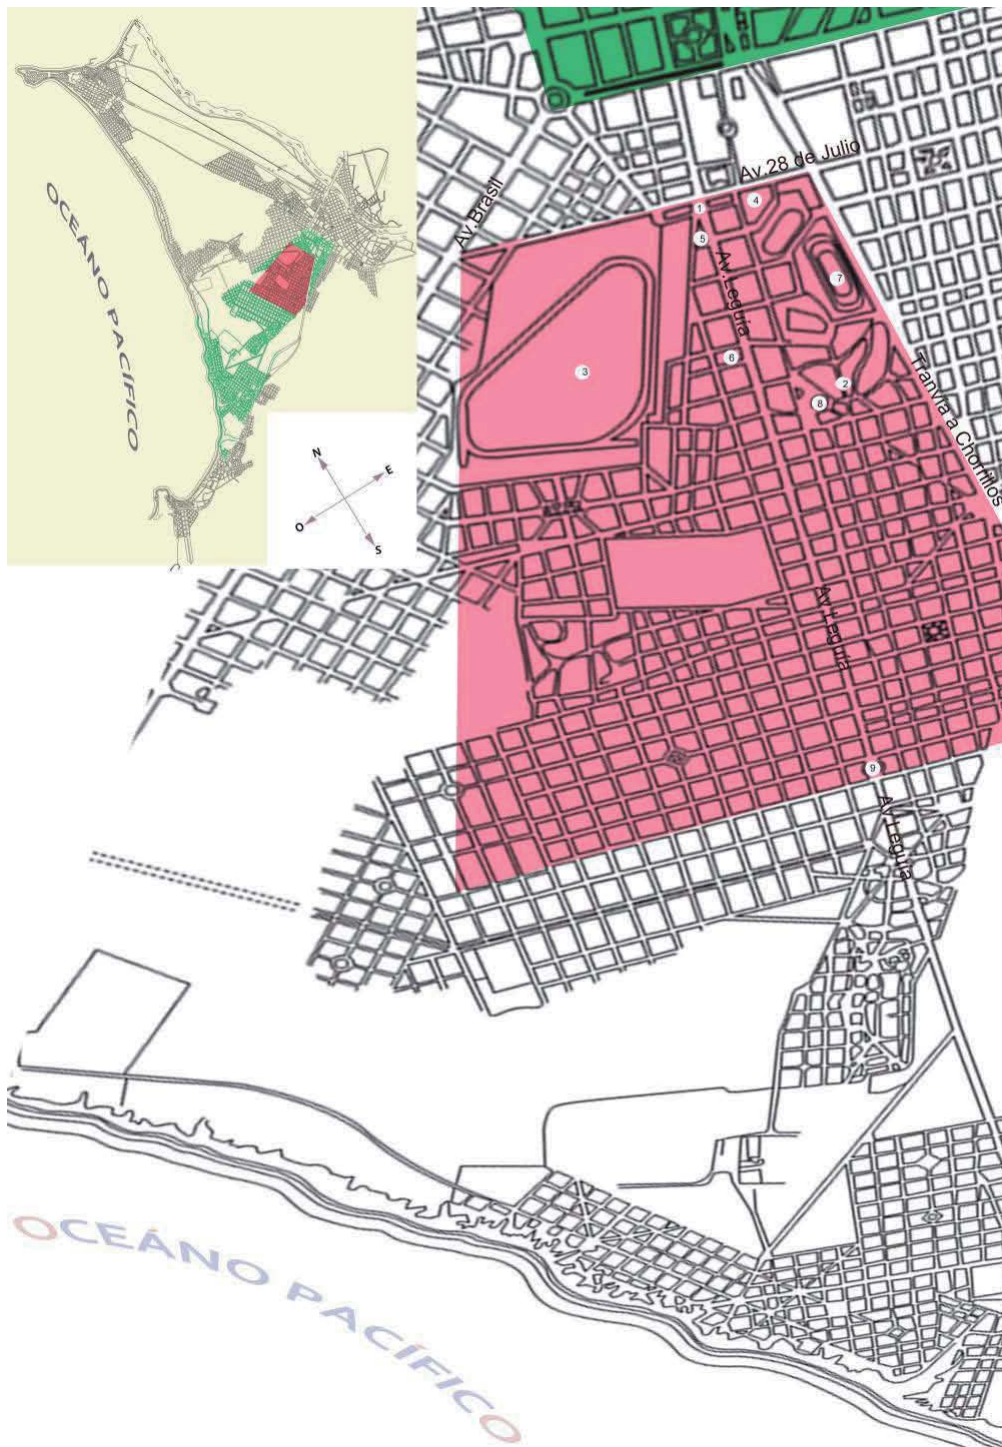 OCEÁNO PACÍFICO
N
E
O
S
Av.Brasil
Av.28 de Julio
1
4
5
Av.Leguía
7
6
3
2
8
Tranvía a Chorrillos
Av.Leguía
9
Av.Leguía
OCEÁNO PACÍFICO